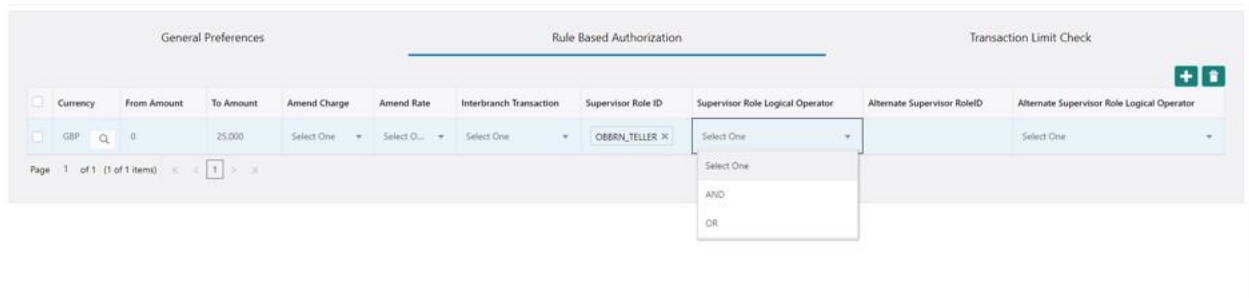 General Preferences Rule Based Authorization Transaction Limit Check
Currency From Amount To Amount Amend Charge Amend Rate Interbranch Transaction Supervisor Role ID Supervisor Role Logical Operator Alternate Supervisor RoleID Alternate Supervisor Role Logical Operator
GBP 0 25,000 Select One Select O... Select One OBBRN_TELLER × Select One Select One
Page 1 of 1 (1 of 1 items) 1
Select One
AND
OR